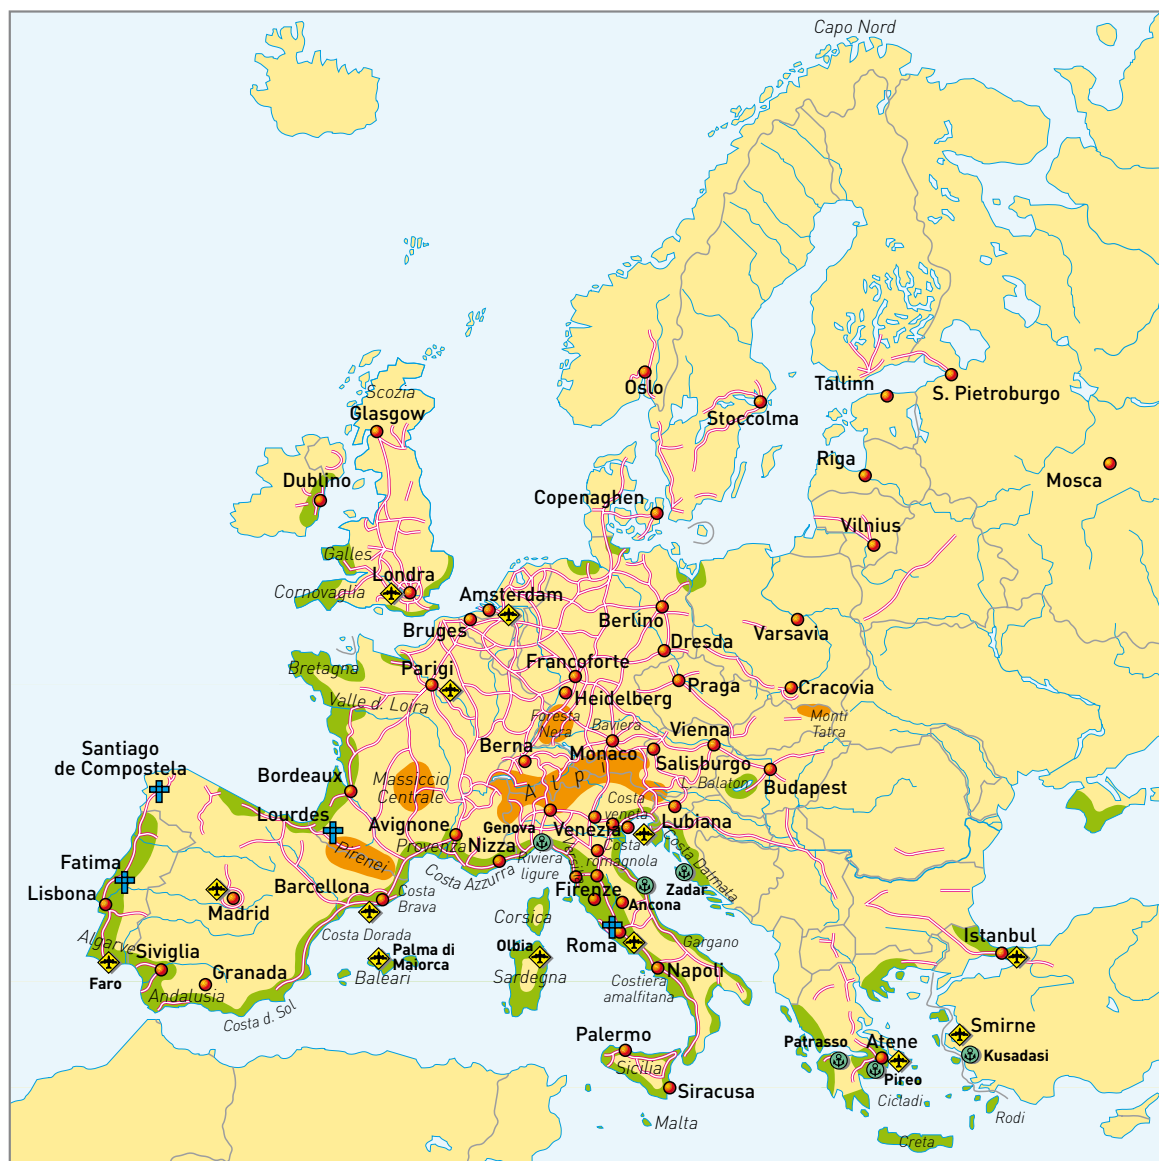 Capo Nord
Scozia
Glasgow
Oslo
Stoccolma
Tallinn
S. Pietroburgo
Riga
Mosca
Dublino
Copenaghen
Vilnius
Galles
Londra
Cornovaglia
Amsterdam
Bruges
Berlino
Varsavia
Dresda
Bretagna
Parigi
Francoforte
Praga
Cracovia
Heidelberg
Valle d. Loira
Foresta
Nera
Baviera
Monti
Tatra
Vienna
Berna
Monaco
Salisburgo
Santiago
de Compostela
Bordeaux
Massiccio
Centrale
Alpi
L. Balaton
Budapest
Costa
veneta
Lourdes
Avignone
Genova
Venezia
Lubiana
Pirenei
Provenza
Nizza
Riviera
ligure
Versilia
Costa
romagnola
Costa Dalmata
Fatima
Costa Azzurra
Lisbona
Madrid
Barcellona
Costa
Brava
Firenze
Ancona
Zadar
Corsica
Costa Dorada
Algarve
Siviglia
Faro
Granada
Andalusia
Costa d. Sol
Palma di
Maiorca
Baleari
Olbia
Sardegna
Roma
Gargano
Napoli
Costiera
amalfitana
Istanbul
Palermo
Sicilia
Siracusa
Malta
Patrasso
Atene
Pireo
Smirne
Kusadasi
Cicladi
Rodi
Creta